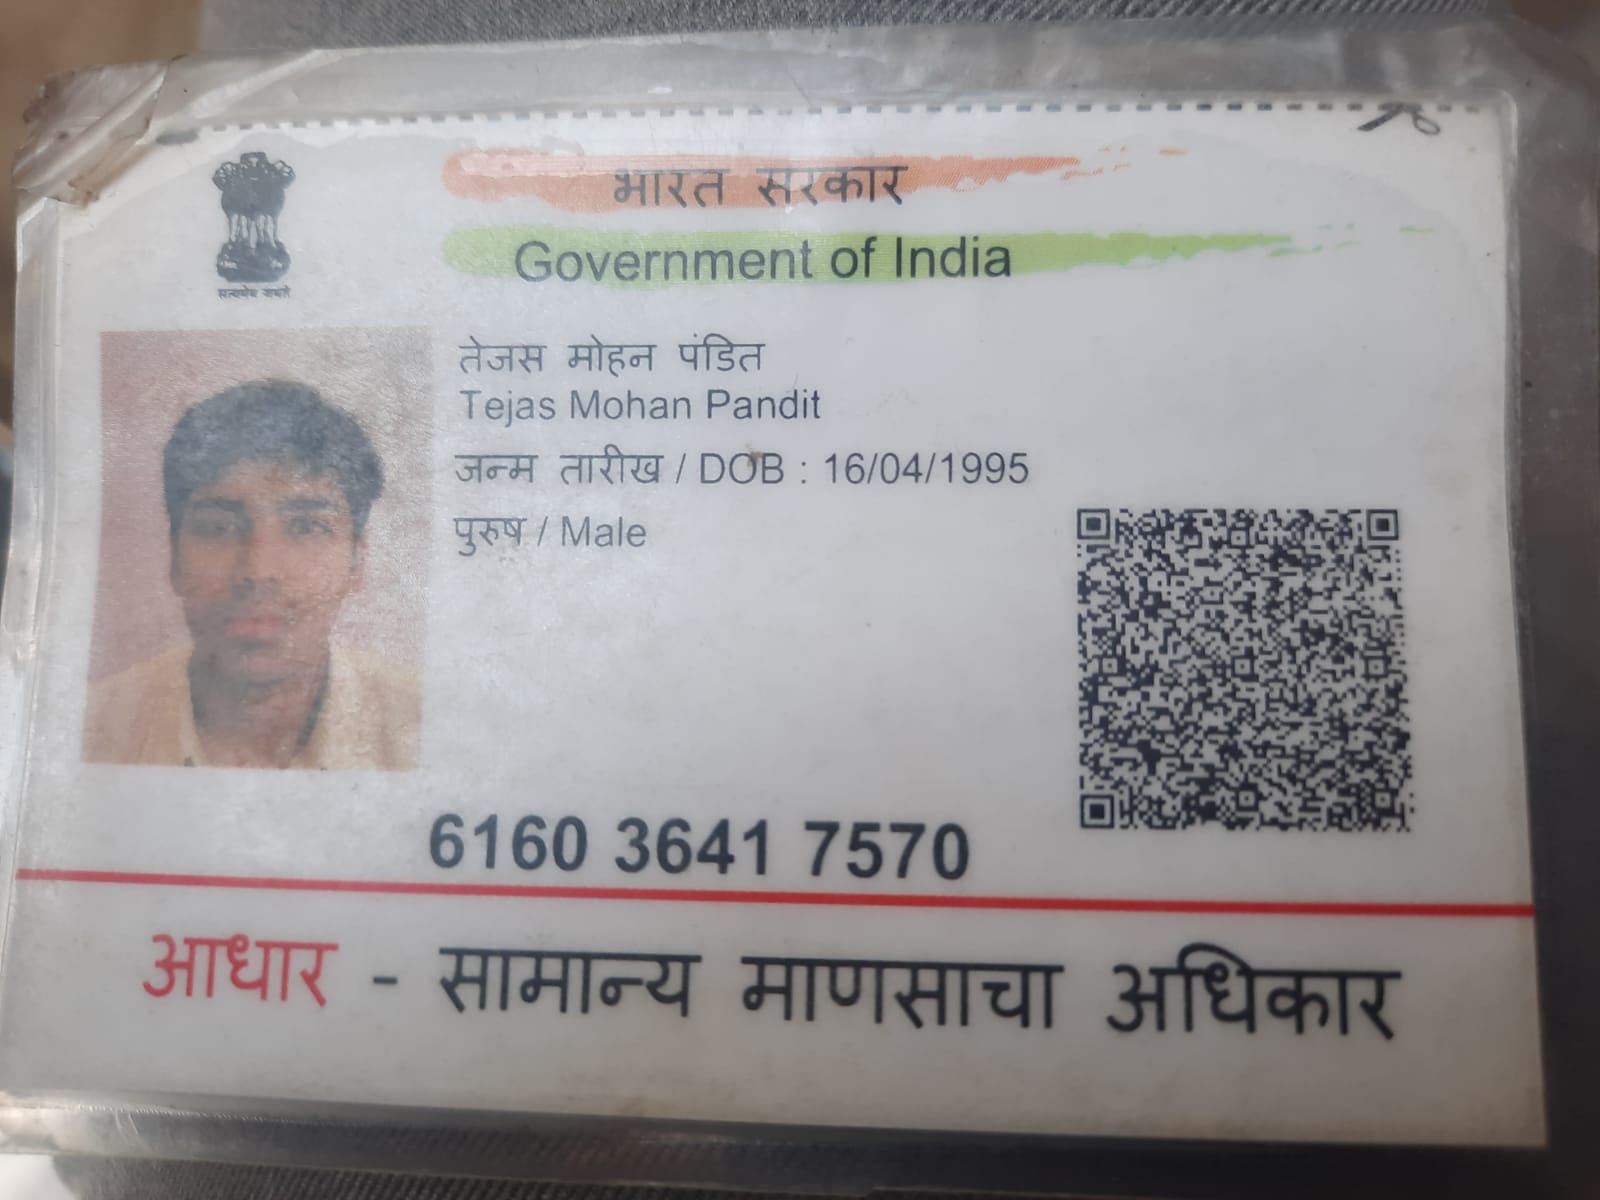 भारत सरकार
Government of India
सत्यमेव जयते
तेजस मोहन पंडित
Tejas Mohan Pandit
जन्म तारीख / DOB : 16/04/1995
पुरुष / Male
6160 3641 7570
आधार - सामान्य माणसाचा अधिकार